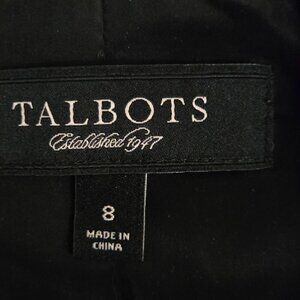 TALBOTS
Established 1947
8
MADE IN
CHINA